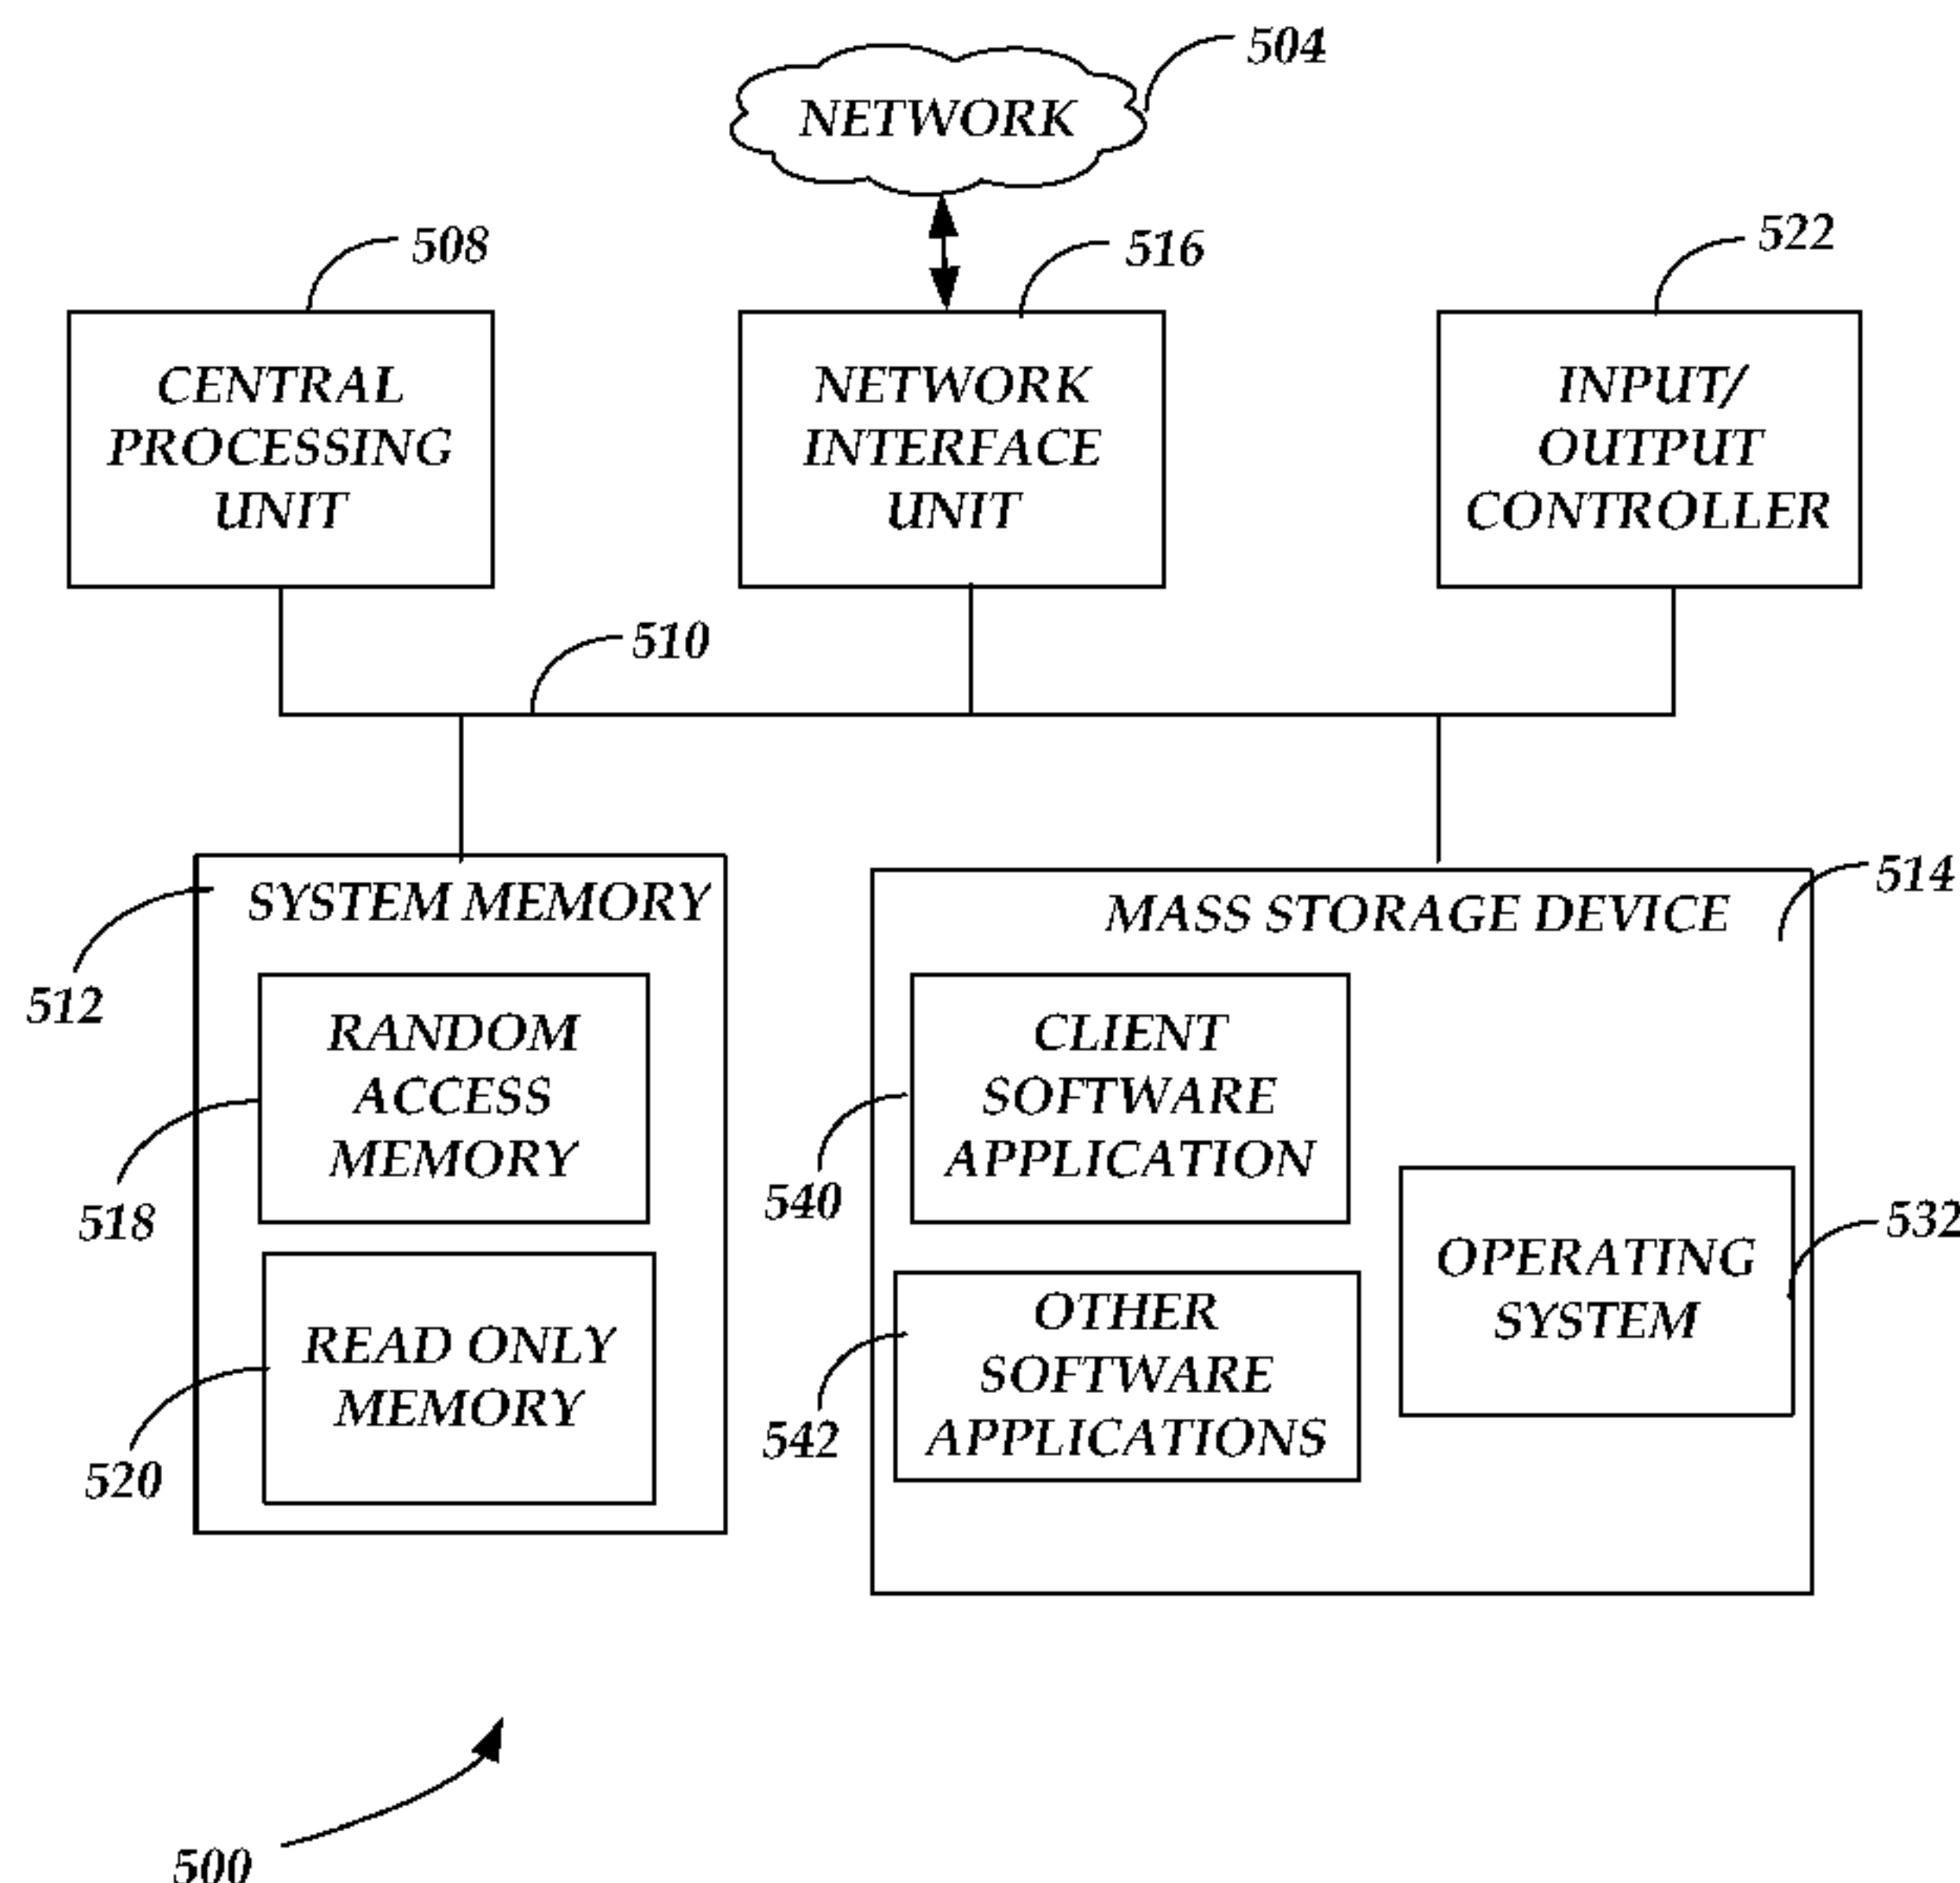 504
NETWORK
508
516
522
CENTRAL
PROCESSING
UNIT
NETWORK
INTERFACE
UNIT
INPUT/
OUTPUT
CONTROLLER
510
SYSTEM MEMORY
512
RANDOM
ACCESS
MEMORY
518
READ ONLY
MEMORY
520
MASS STORAGE DEVICE
514
CLIENT
SOFTWARE
APPLICATION
540
OPERATING
SYSTEM
532
OTHER
SOFTWARE
APPLICATIONS
542
500